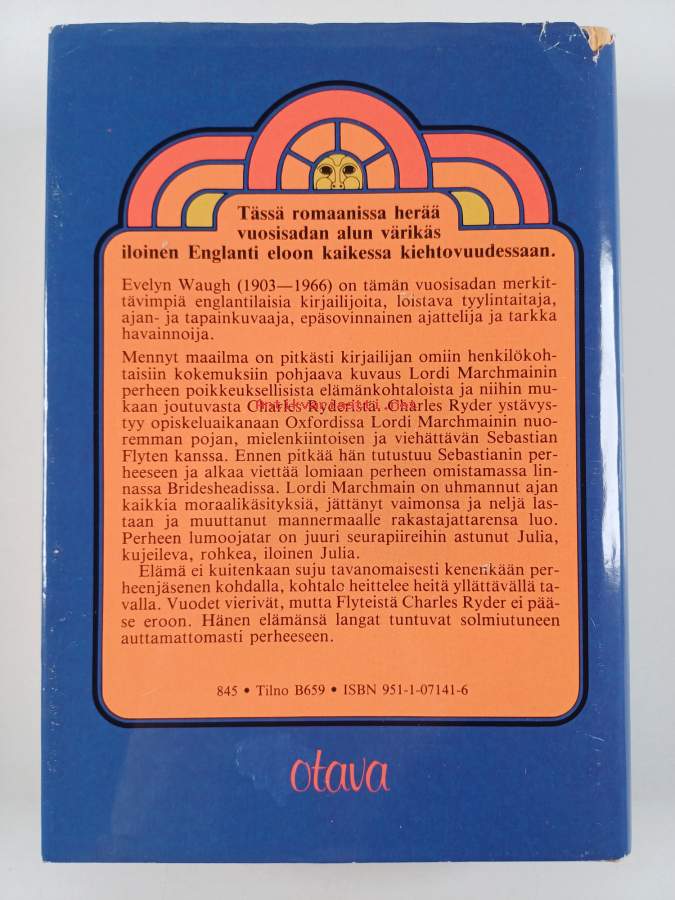 Tässä romaanissa herää
vuosisadan alun värikäs
iloinen Englanti eloon kaikessa kiehtovuudessaan.
Evelyn Waugh (1903—1966) on tämän vuosisadan merkit-
tävimpiä englantilaisia kirjailijoita, loistava tyylintaitaja,
ajan- ja tapainkuvaaja, epäsovinnainen ajattelija ja tarkka
havainnoija.
Mennyt maailma on pitkästi kirjailijan omiin henkilökoh-
taisiin kokemuksiin pohjaava kuvaus Lordi Marchmainin
perheen poikkeuksellisista elämänkohtaloista ja niihin mu-
kaan joutuvasta Charles Ryderistä. Charles Ryder ystävys-
tyy opiskeluaikanaan Oxfordissa Lordi Marchmainin nuo-
remman pojan, mielenkiintoisen ja viehättävän Sebastian
Flyten kanssa. Ennen pitkää hän tutustuu Sebastianin per-
heeseen ja alkaa viettää lomiaan perheen omistamassa lin-
nassa Bridesheadissa. Lordi Marchmain on uhmannut ajan
kaikkia moraalikäsityksiä, jättänyt vaimonsa ja neljä las-
taan ja muuttanut mannermaalle rakastajattarensa luo.
Perheen lumoojatar on juuri seurapiireihin astunut Julia,
kujeileva, rohkea, iloinen Julia.
Elämä ei kuitenkaan suju tavanomaisesti kenenkään per-
heenjäsenen kohdalla, kohtalo heittelee heitä yllättävällä ta-
valla. Vuodet vierivät, mutta Flyteistä Charles Ryder ei pää-
se eroon. Hänen elämänsä langat tuntuvat solmiutuneen
auttamattomasti perheeseen.
845 • Tilno B659 • ISBN 951-1-07141-6
otava